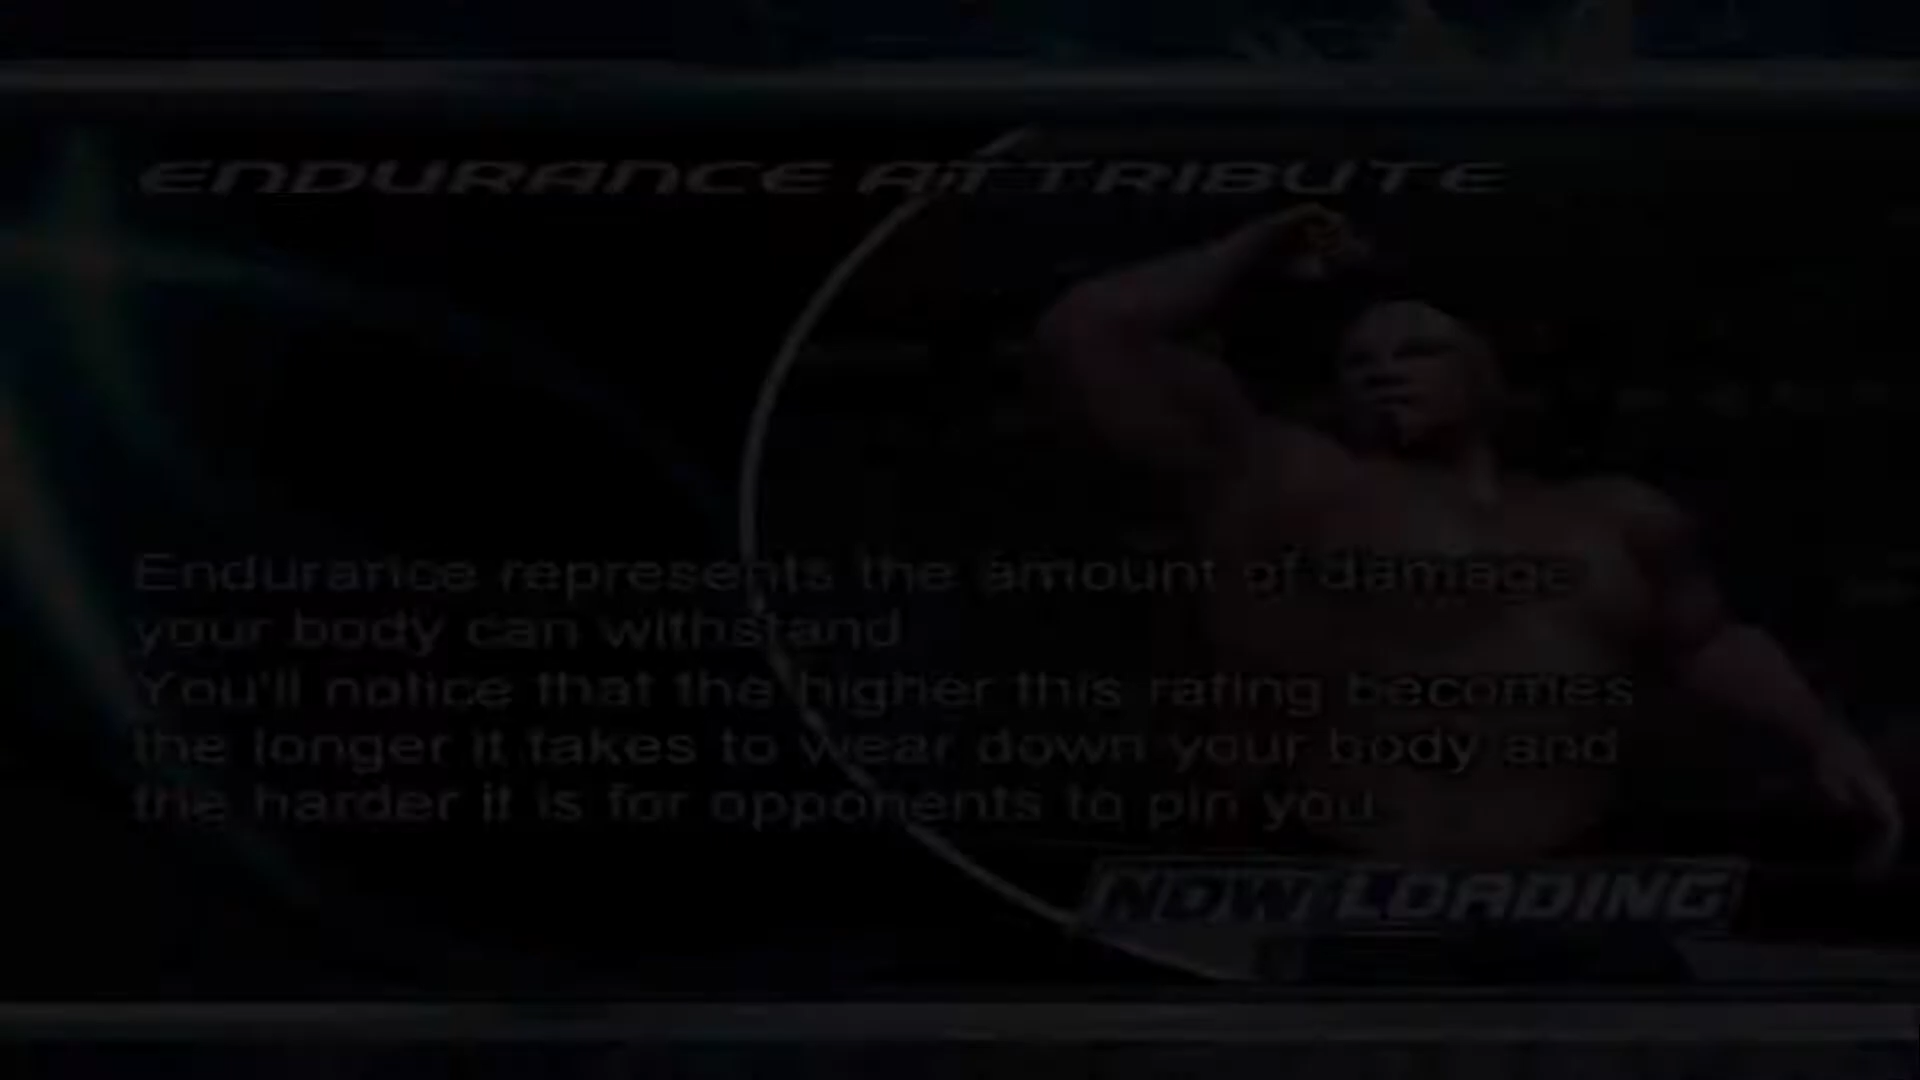 ENDURANCE ATTRIBUTE
Endurance represents the amount of damage
your body can withstand
You'll notice that the higher this rating becomes
the longer it takes to wear down your body and
the harder it is for opponents to pin you
NOW LOADING